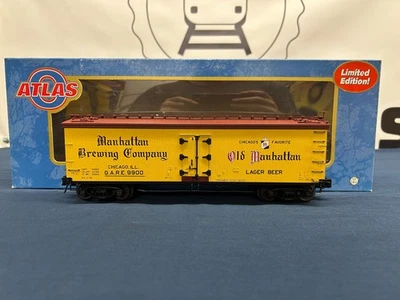 ATLAS
O
Limited
Edition!
Manhattan
Brewing Company
CHICAGO, ILL.
O.A.R.E. 9900
CHICAGO'S FAVORITE
Old Manhattan
LAGER BEER